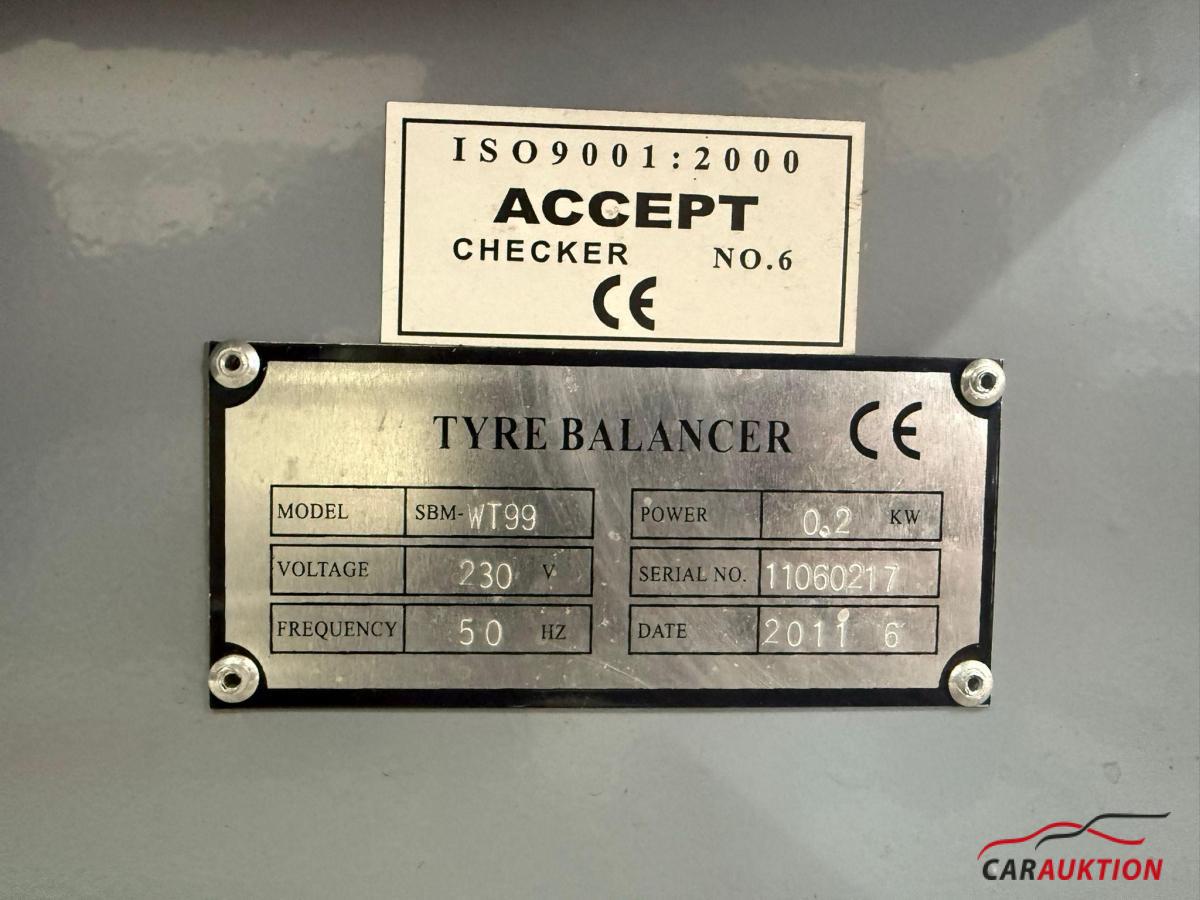 ISO9001:2000
ACCEPT
CHECKER NO.6
CE
TYRE BALANCER CE
MODEL SBM-WT99 POWER 0.2 KW
VOLTAGE 230 V SERIAL NO. 11060217
FREQUENCY 50 HZ DATE 2011 6
CARAUKTION